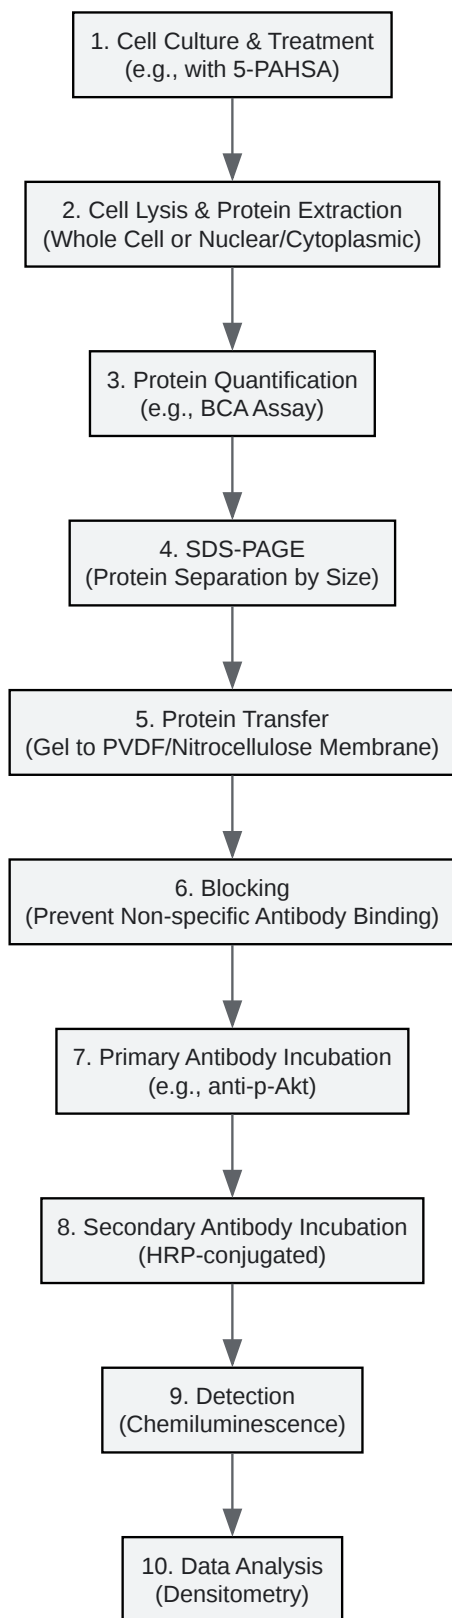 1. Cell Culture & Treatment
(e.g., with 5-PAHSA)
2. Cell Lysis & Protein Extraction
(Whole Cell or Nuclear/Cytoplasmic)
3. Protein Quantification
(e.g., BCA Assay)
4. SDS-PAGE
(Protein Separation by Size)
5. Protein Transfer
(Gel to PVDF/Nitrocellulose Membrane)
6. Blocking
(Prevent Non-specific Antibody Binding)
7. Primary Antibody Incubation
(e.g., anti-p-Akt)
8. Secondary Antibody Incubation
(HRP-conjugated)
9. Detection
(Chemiluminescence)
10. Data Analysis
(Densitometry)